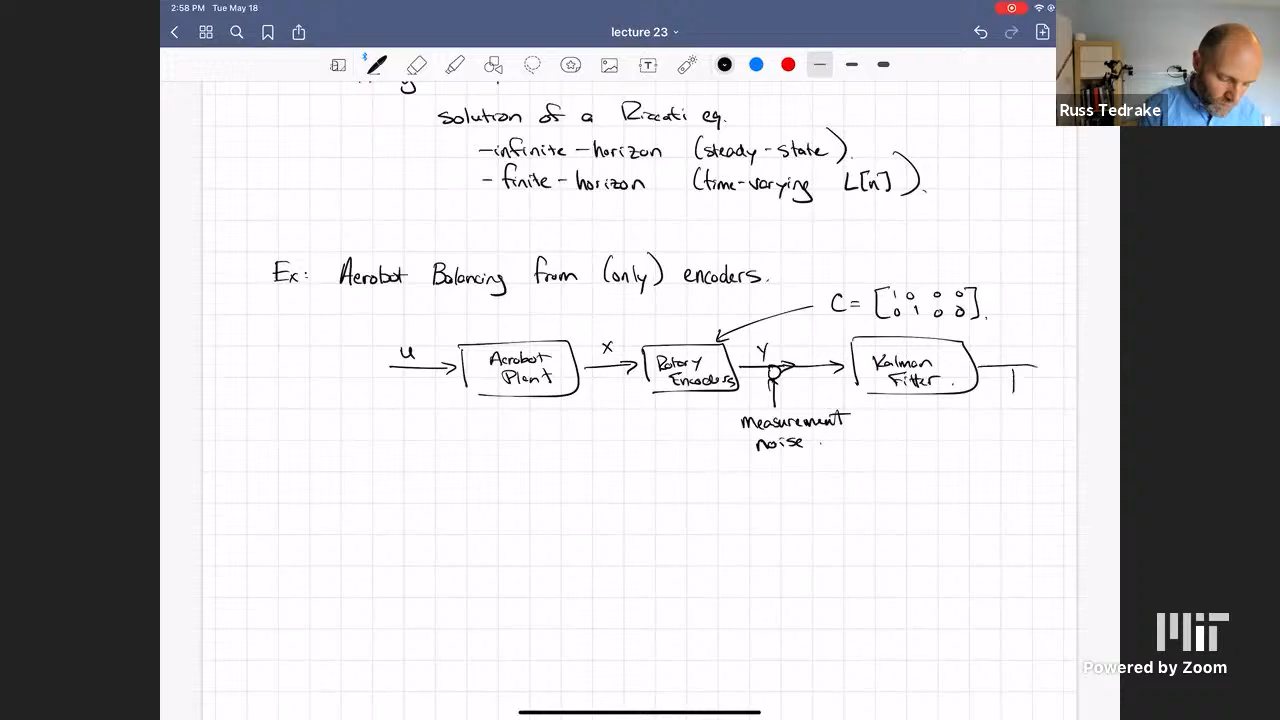 2:58 PM Tue May 18
lecture 23
Russ Tedrake
solution of a Riccati eq.
- infinite - horizon (steady - state).
- finite - horizon (time-varying L[n]).
Ex: Acrobot Balancing from (only) encoders.
C = [1 0 0 0
0 1 0 0].
u
Acrobot
Plant
x
Rotary
Encoders
y
Kalman
Filter.
measurement
noise.
MIT
Powered by Zoom